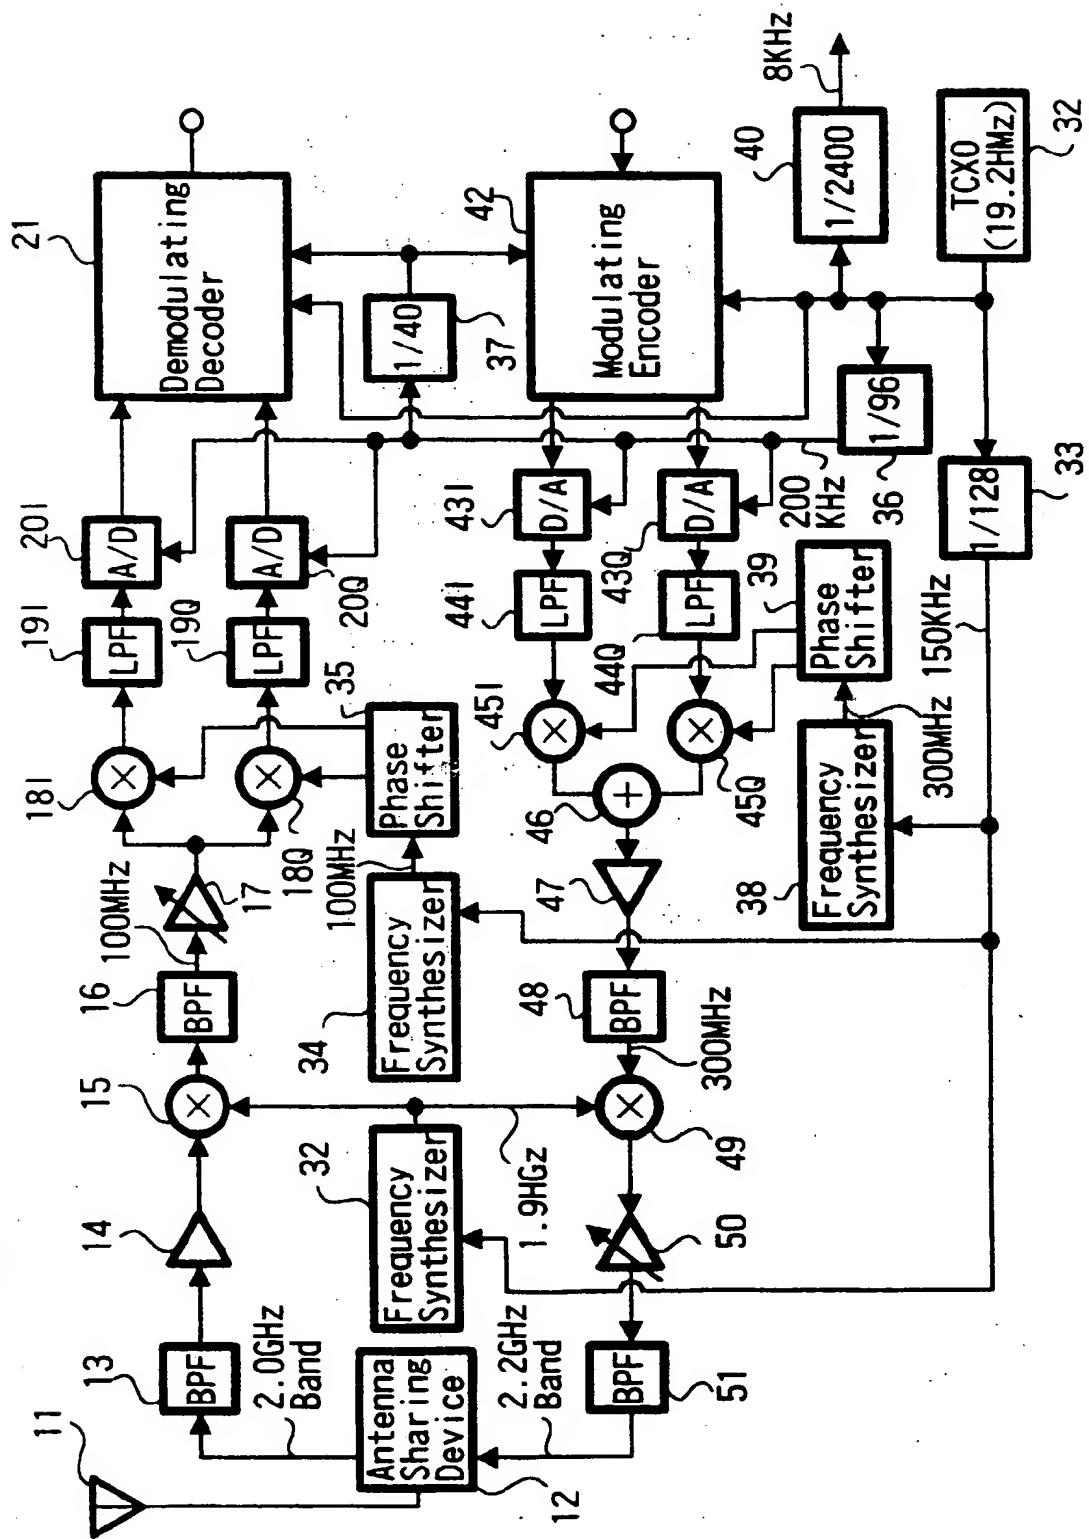 11
13
BPF
14
15
16
BPF
100MHz
17
18I
19I
LPF
20I
A/D
21
Demodulating
Decoder
2.0GHz
Band
18Q
19Q
LPF
20Q
A/D
Antenna
Sharing
Device
12
32
Frequency
Synthesizer
34
Frequency
Synthesizer
100MHz
35
Phase
Shifter
1/40
37
1.9HGz
2.2GHz
Band
BPF
51
50
49
300MHz
48
BPF
47
46
45I
44I
LPF
43I
D/A
42
Modulating
Encoder
45Q
44Q
LPF
43Q
D/A
38
Frequency
Synthesizer
300MHz
39
Phase
Shifter
200
KHz
36
1/96
40
1/2400
8KHz
150KHz
1/128
33
TCXO
(19.2HMz)
32